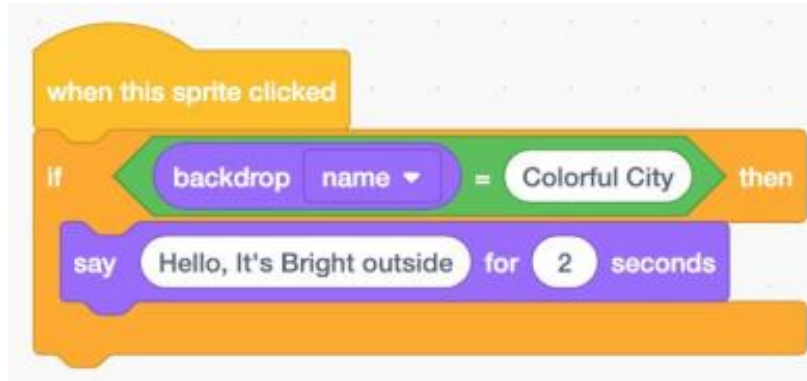 when this sprite clicked
if backdrop name = Colorful City then
say Hello, It's Bright outside for 2 seconds